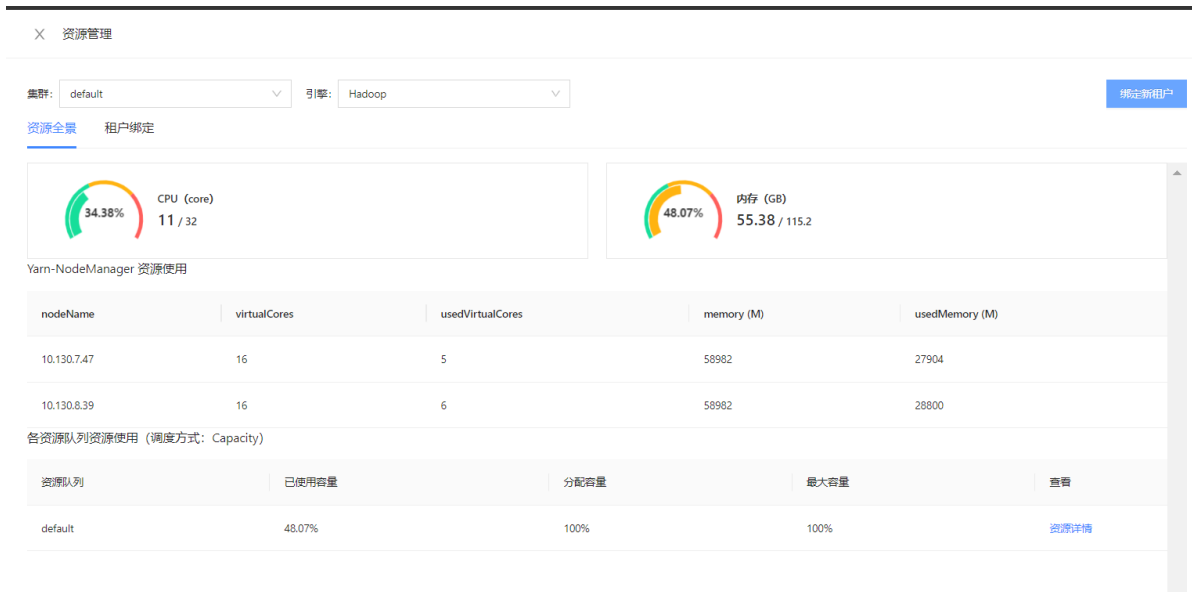 资源管理
集群: default 引擎: Hadoop 绑定新租户
资源全景 租户绑定
34.38% CPU (core) 11 / 32
48.07% 内存 (GB) 55.38 / 115.2
Yarn-NodeManager 资源使用
nodeName virtualCores usedVirtualCores memory (M) usedMemory (M)
10.130.7.47 16 5 58982 27904
10.130.8.39 16 6 58982 28800
各资源队列资源使用（调度方式：Capacity）
资源队列 已使用容量 分配容量 最大容量 查看
default 48.07% 100% 100% 资源详情